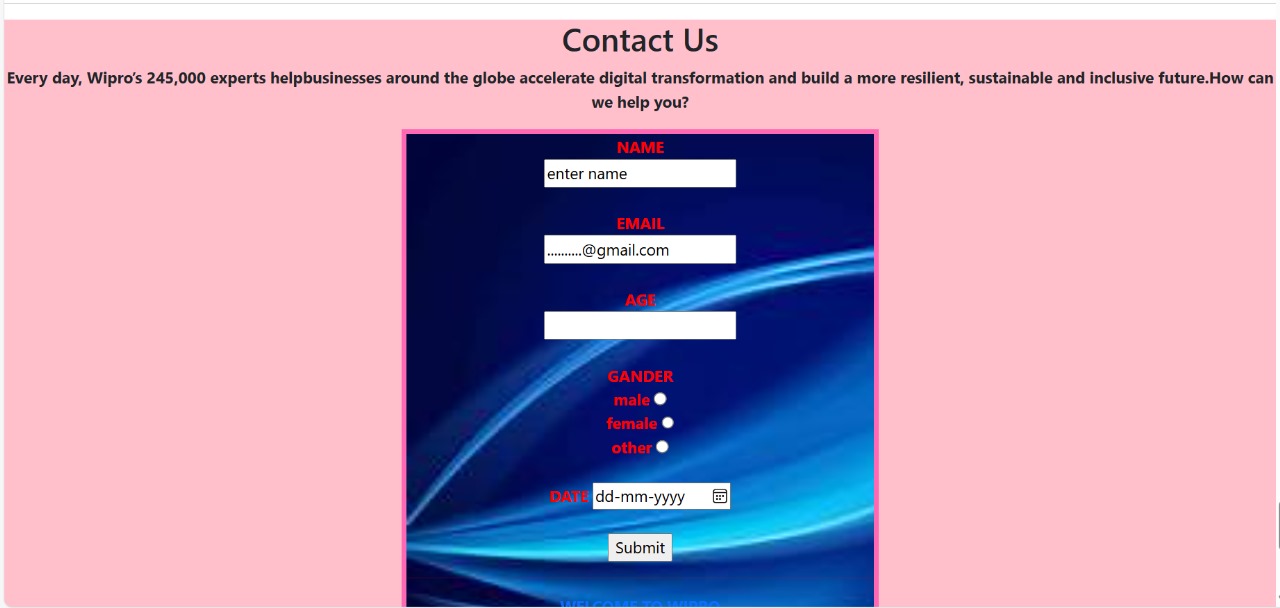 Contact Us
Every day, Wipro’s 245,000 experts helpbusinesses around the globe accelerate digital transformation and build a more resilient, sustainable and inclusive future.How can
we help you?
NAME
enter name
EMAIL
..........@gmail.com
AGE
GANDER
male
female
other
DATE dd-mm-yyyy
Submit
WELCOME TO WIPRO